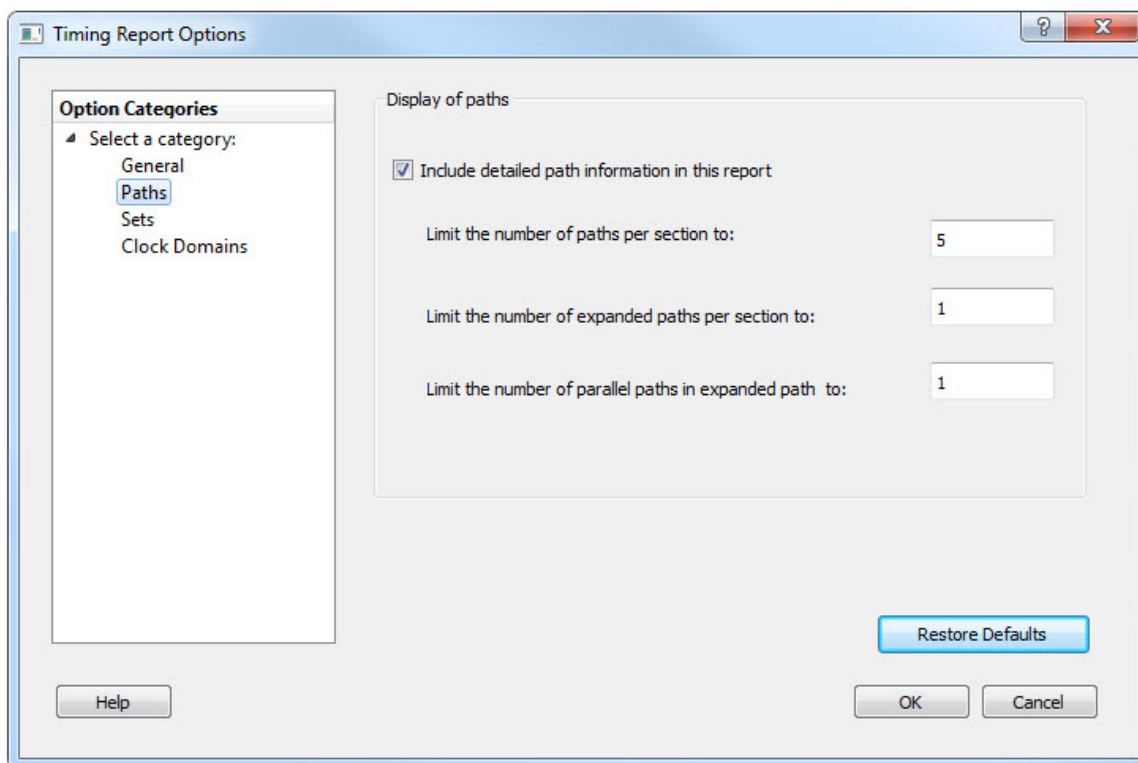 Timing Report Options
Option Categories
Select a category:
General
Paths
Sets
Clock Domains
Display of paths
Include detailed path information in this report
Limit the number of paths per section to:
5
Limit the number of expanded paths per section to:
1
Limit the number of parallel paths in expanded path to:
1
Restore Defaults
Help
OK
Cancel